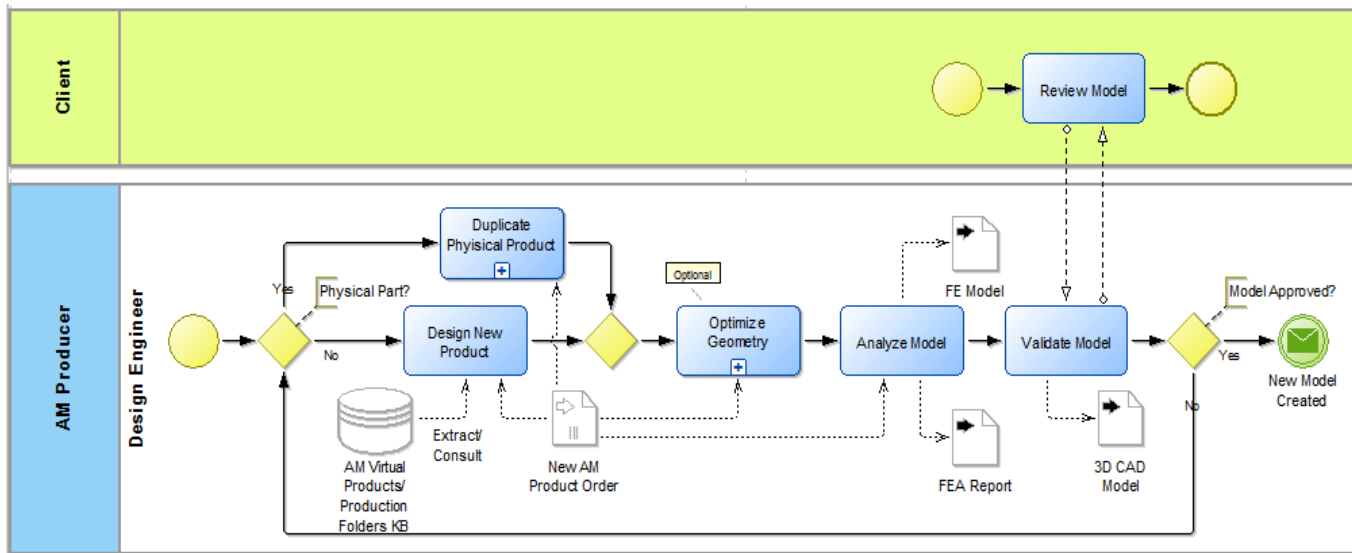 Client
Review Model
AM Producer
Design Engineer
Duplicate
Phyisical Product
Yes
Physical Part?
No
Design New
Product
Optional
Optimize
Geometry
FE Model
Analyze Model
Validate Model
Model Approved?
Yes
No
New Model
Created
Extract/
Consult
AM Virtual
Products/
Production
Folders KB
New AM
Product Order
FEA Report
3D CAD
Model